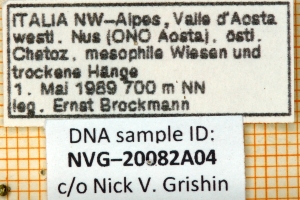 ITALIA NW-Alpes, Valle d'Aosta
westl. Nus (ONO Aosta), östl.
Chetoz, mesophile Wiesen und
trockene Hänge
1. Mai 1989 700 m NN
leg. Ernst Brockmann
DNA sample ID:
NVG-20082A04
c/o Nick V. Grishin